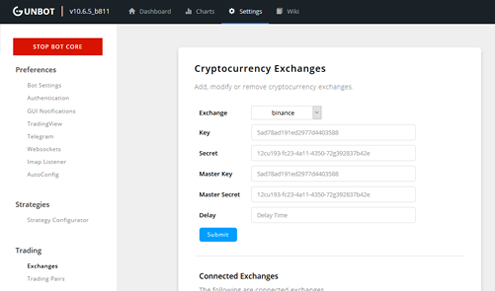 GUNBOT v10.6.5_b811 Dashboard Charts Settings Wiki
STOP BOT CORE
Preferences
Bot Settings
Authentication
GUI Notifications
TradingView
Telegram
Websockets
Imap Listener
AutoConfig
Strategies
Strategy Configurator
Trading
Exchanges
Trading Pairs
Cryptocurrency Exchanges
Add, modify or remove cryptocurrency exchanges.
Exchange binance
Key 5ad78ad191ed2977d4403588
Secret 12cu193-fc23-4a11-4350-72g392837b42e
Master Key 5ad78ad191ed2977d4403588
Master Secret 12cu193-fc23-4a11-4350-72g392837b42e
Delay Delay Time
Submit
Connected Exchanges
The following are connected exchanges